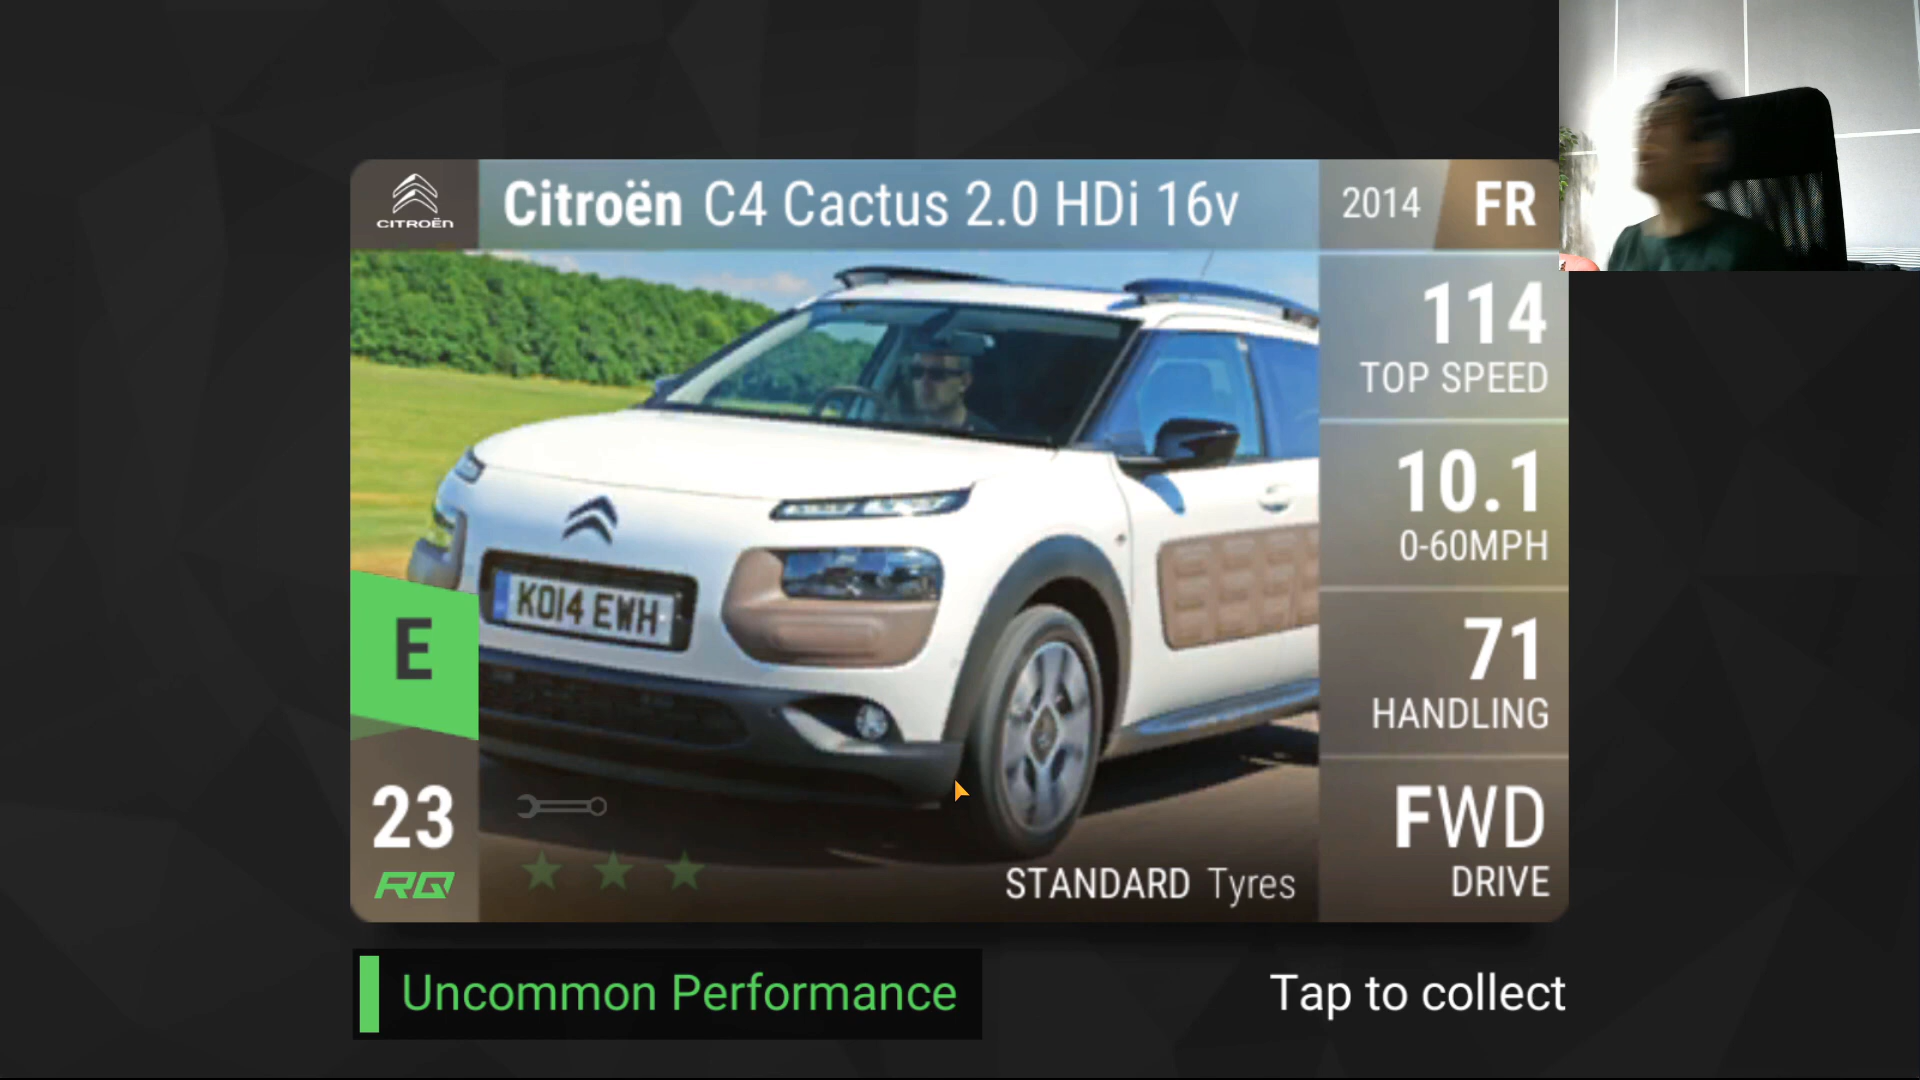 CITROËN
Citroën C4 Cactus 2.0 HDi 16v
2014
FR
114
TOP SPEED
10.1
0-60MPH
71
HANDLING
FWD
DRIVE
KO14 EWH
E
23
RQ
STANDARD Tyres
Uncommon Performance
Tap to collect